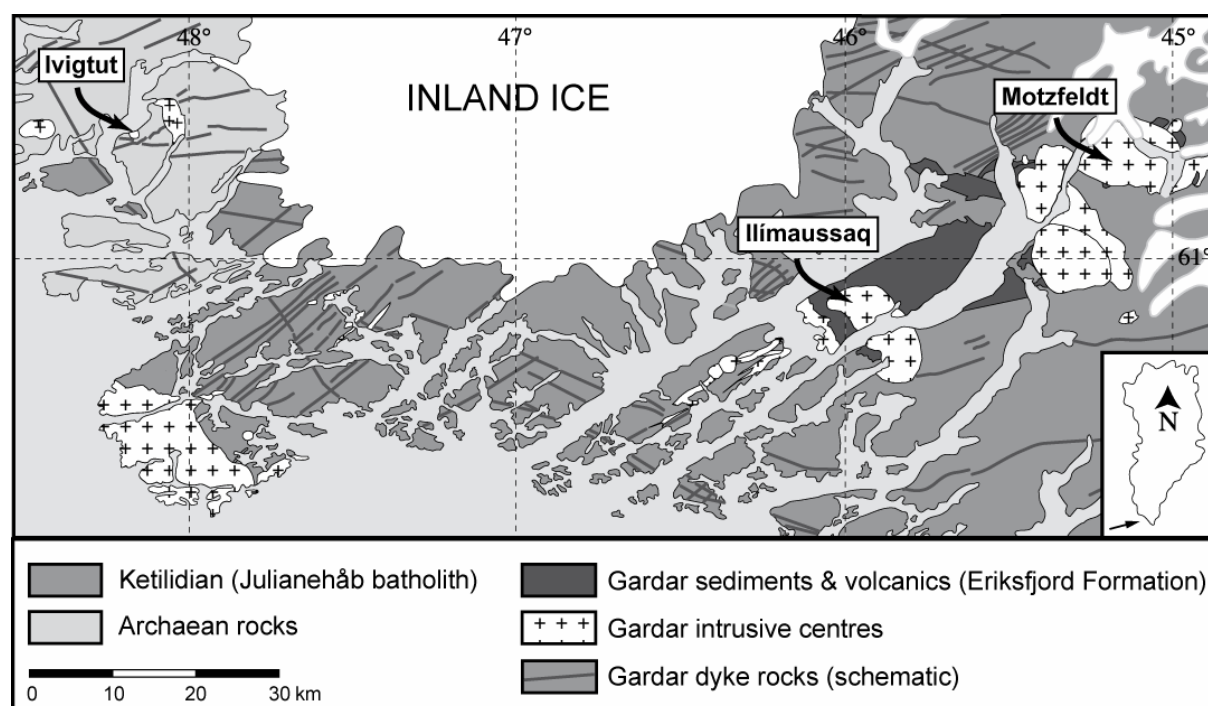 48°
47°
46°
45°
Ivigtut
INLAND ICE
Motzfeldt
Ilímaussaq
61°
N
Ketilidian (Julianehåb batholith)
Archaean rocks
0 10 20 30 km
Gardar sediments & volcanics (Eriksfjord Formation)
Gardar intrusive centres
Gardar dyke rocks (schematic)